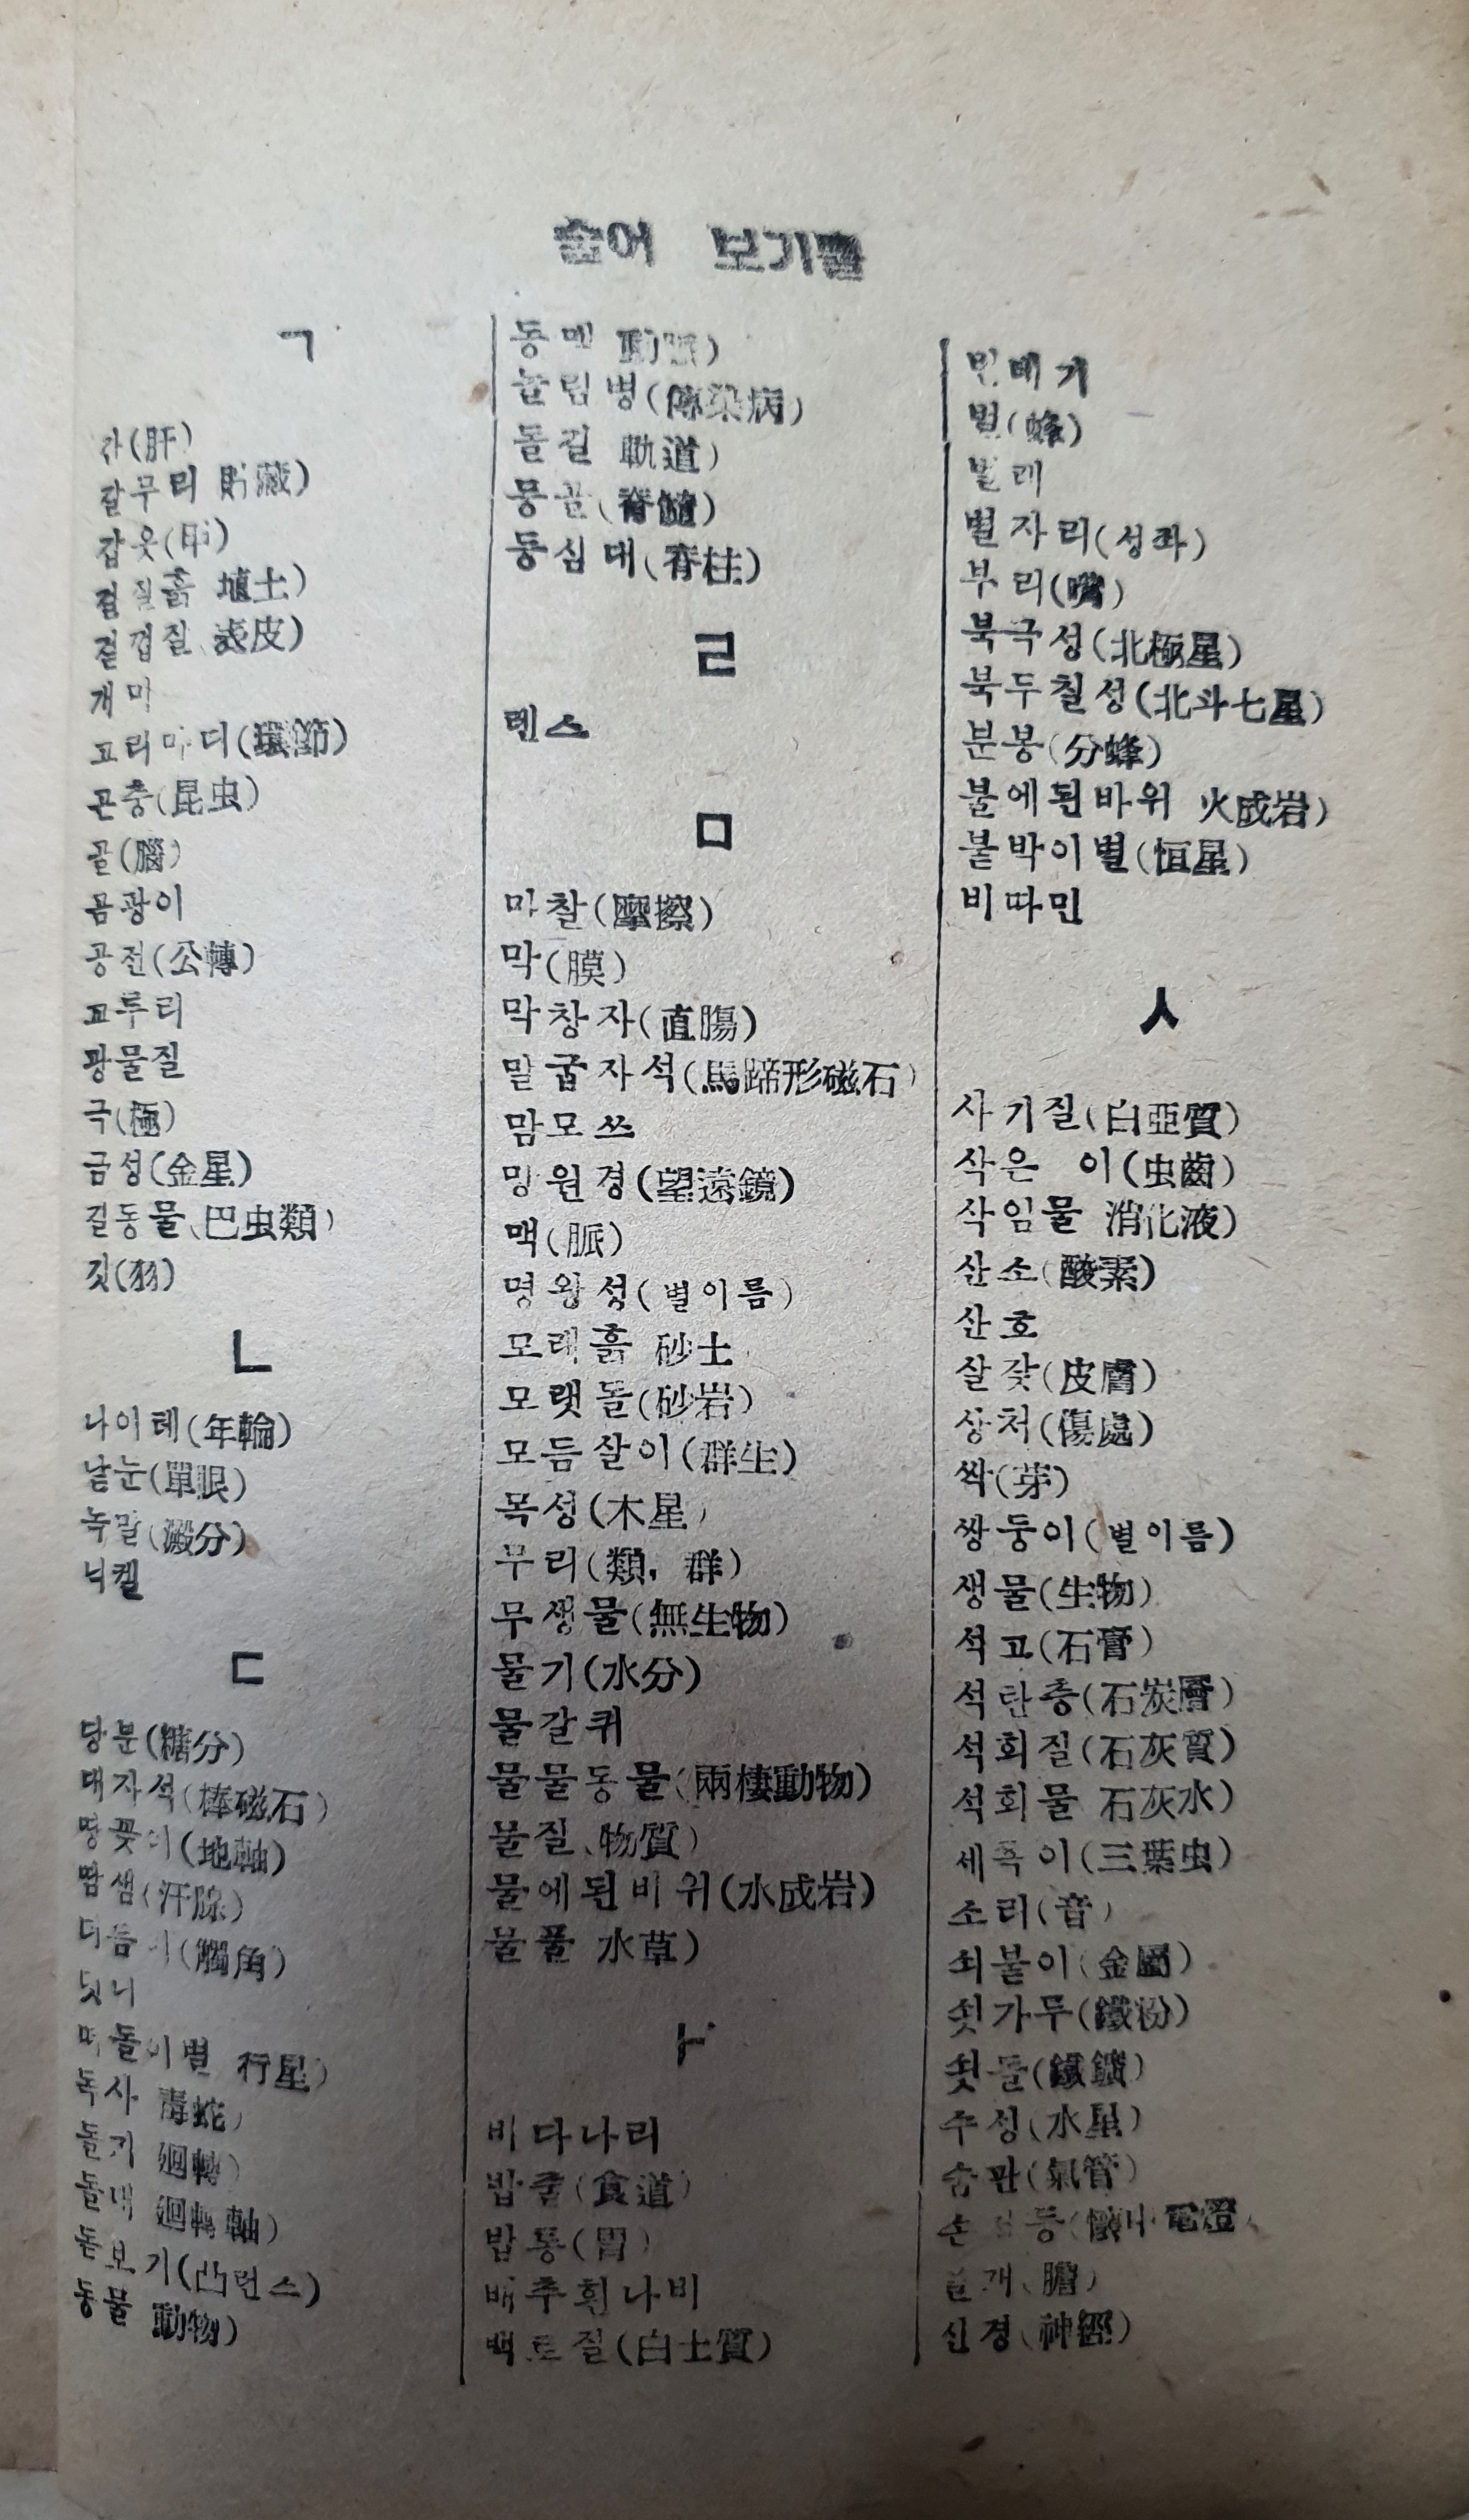 술어 보기틀
ㄱ
간(肝)
갈무리 貯藏)
갑옷(甲)
질흙 埴土)
겉껍질 表皮)
개미
고리마디(環節)
곤충(昆虫)
골(腦)
곰팡이
공전(公轉)
꼬투리
광물질
극(極)
금성(金星)
길동물(巴虫類)
깃(羽)
ㄴ
나이테(年輪)
낱눈(單眼)
녹말(澱分)
닉켈
ㄷ
당분(糖分)
대자석(棒磁石)
땅꽂이(地軸)
땀샘(汗腺)
더듬이(觸角)
덧니
떠돌이별 行星)
독사 毒蛇)
돌기 廻轉)
돌대 廻轉軸)
돋보기(凸렌스)
동물 動物)
동맥 動脈)
돌림병(傳染病)
돌길 軌道)
등골(脊髓)
등심대(脊柱)
ㄹ
렌스
ㅁ
마찰(摩擦)
막(膜)
막창자(直腸)
말굽자석(馬蹄形磁石)
맘모쓰
망원경(望遠鏡)
맥(脈)
명왕성(별이름)
모래흙 砂土
모랫돌(砂岩)
모듬살이(群生)
목성(木星)
무리(類, 群)
무생물(無生物)
물기(水分)
물갈퀴
물물동물(兩棲動物)
물질(物質)
물에된바위(水成岩)
물풀 水草)
바다나리
밥줄(食道)
밥통(胃)
배추흰나비
백토질(白土質)
번데기
벌(蜂)
벌레
별자리(성좌)
부리(嘴)
북극성(北極星)
북두칠성(北斗七星)
분봉(分蜂)
불에된바위 火成岩)
붙박이별(恒星)
비따민
ㅅ
사기질(白亞質)
삭은 이(虫齒)
삭임물 消化液)
산소(酸素)
산호
살갗(皮膚)
상처(傷處)
싹(芽)
쌍둥이(별이름)
생물(生物)
석고(石膏)
석탄층(石炭層)
석회질(石灰質)
석회물 石灰水)
세쪽이(三葉虫)
소리(音)
쇠붙이(金屬)
쇳가루(鐵粉)
쇳돌(鐵鑛)
수성(水星)
숨관(氣管)
電燈
쓸개(膽)
신경(神經)